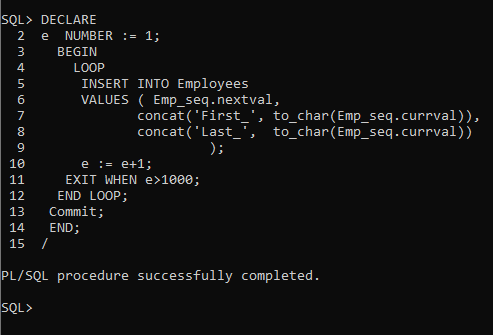 SQL> DECLARE
  2  e  NUMBER := 1;
  3    BEGIN
  4      LOOP
  5       INSERT INTO Employees
  6       VALUES ( Emp_seq.nextval,
  7              concat('First_', to_char(Emp_seq.currval)),
  8              concat('Last_',  to_char(Emp_seq.currval))
  9                       );
 10       e := e+1;
 11     EXIT WHEN e>1000;
 12    END LOOP;
 13   Commit;
 14   END;
 15  /
PL/SQL procedure successfully completed.
SQL>